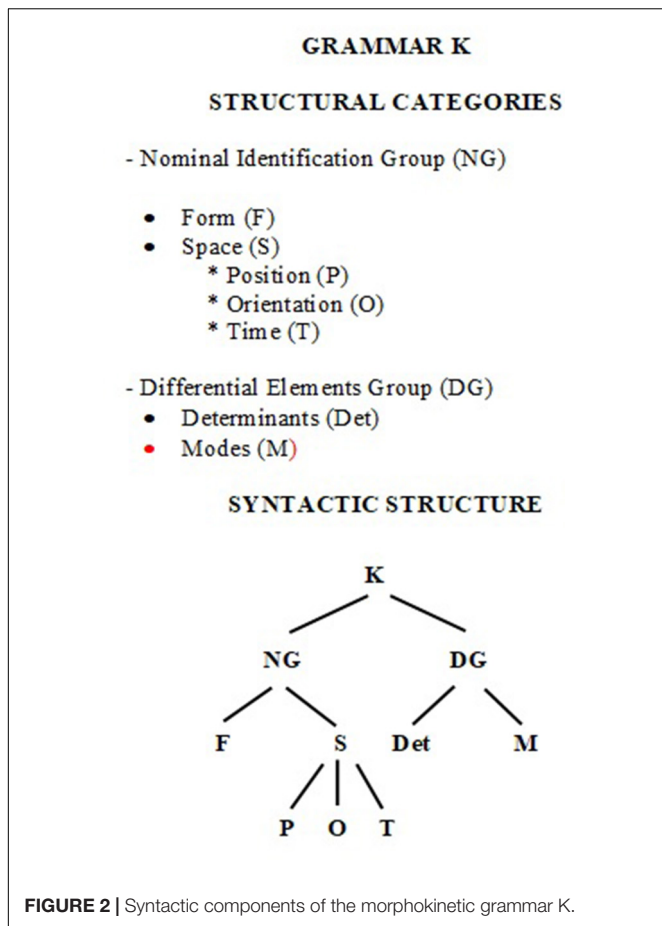 GRAMMAR K
STRUCTURAL CATEGORIES
- Nominal Identification Group (NG)
• Form (F)
• Space (S)
* Position (P)
* Orientation (O)
* Time (T)
- Differential Elements Group (DG)
• Determinants (Det)
• Modes (M)
SYNTACTIC STRUCTURE
K
NG DG
F S Det M
P O T
FIGURE 2 | Syntactic components of the morphokinetic grammar K.